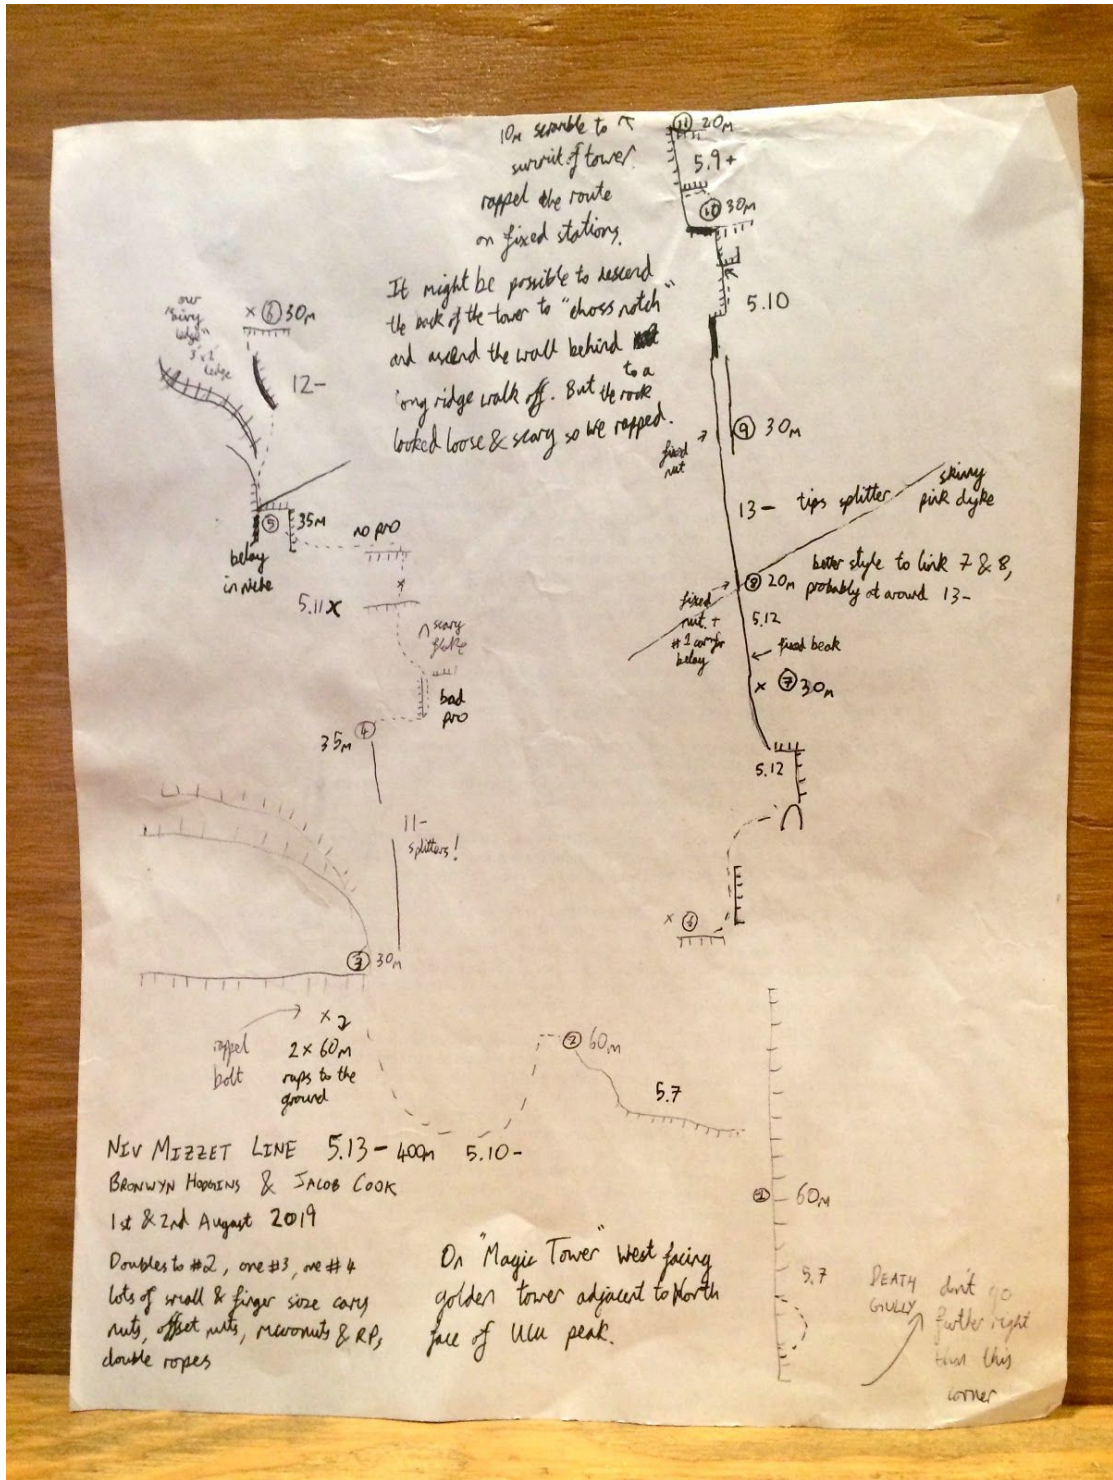 10m scramble to
summit of tower.
rappel the route
on fixed stations.
It might be possible to descend
the back of the tower to "choss notch"
and ascend the wall behind
to a
long ridge walk off. But the rock
looked loose & scary so we rapped.
11 20m
5.9+
10 30m
5.10
9 30m
fixed
nut
13- tips splitter
skinny
pink dyke
8 20m
better style to link 7 & 8,
probably at around 13-
fixed
nut +
#1 cam for
belay
5.12
fixed beak
x 7 30m
5.12
x 6
our
"bivy
ledge"
3' x 1'
ledge
x 6 30m
12-
5 35m
no pro
belay
in niche
x
5.11x
scary
flake
bad
pro
4
35m
11-
splitters!
3 30m
x 2
rappel
bolt
2 x 60m
raps to the
ground
2 60m
5.7
5.10-
1 60m
5.7
DEATH
GULLY
don't go
further right
than this
corner
NIV MIZZET LINE 5.13- 400m
BRONWYN HODGINS & JACOB COOK
1st & 2nd August 2019
Doubles to #2, one #3, one #4
lots of small & finger size cams
nuts, offset nuts, micronuts & RPs,
double ropes
On "Magic Tower" West facing
golden tower adjacent to North
face of Ulu peak.